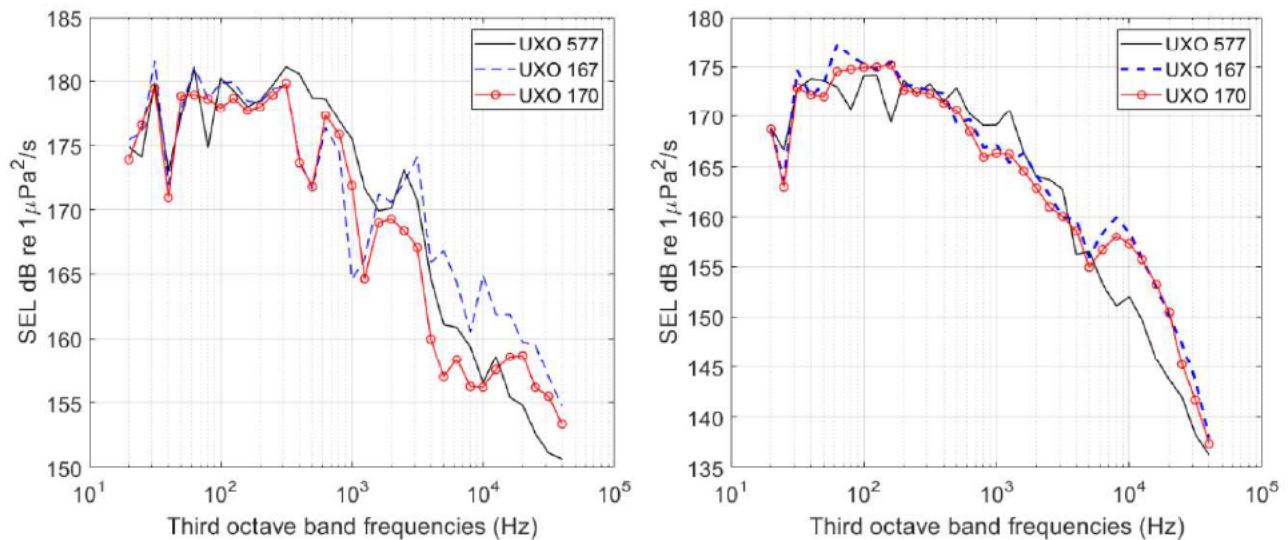 185
180
175
170
165
160
155
150
SEL dB re 1µPa²/s
10¹ 10² 10³ 10⁴ 10⁵
Third octave band frequencies (Hz)
UXO 577
UXO 167
UXO 170
180
175
170
165
160
155
150
145
140
135
SEL dB re 1µPa²/s
10¹ 10² 10³ 10⁴ 10⁵
Third octave band frequencies (Hz)
UXO 577
UXO 167
UXO 170